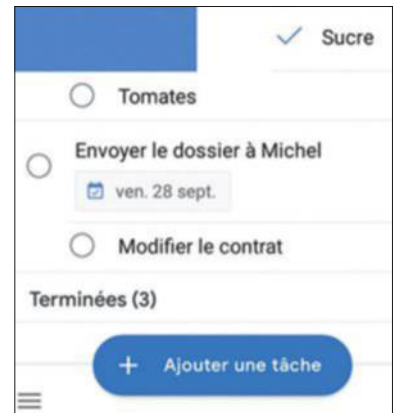 Sucre
Tomates
Envoyer le dossier à Michel
ven. 28 sept.
Modifier le contrat
Terminées (3)
+ Ajouter une tâche